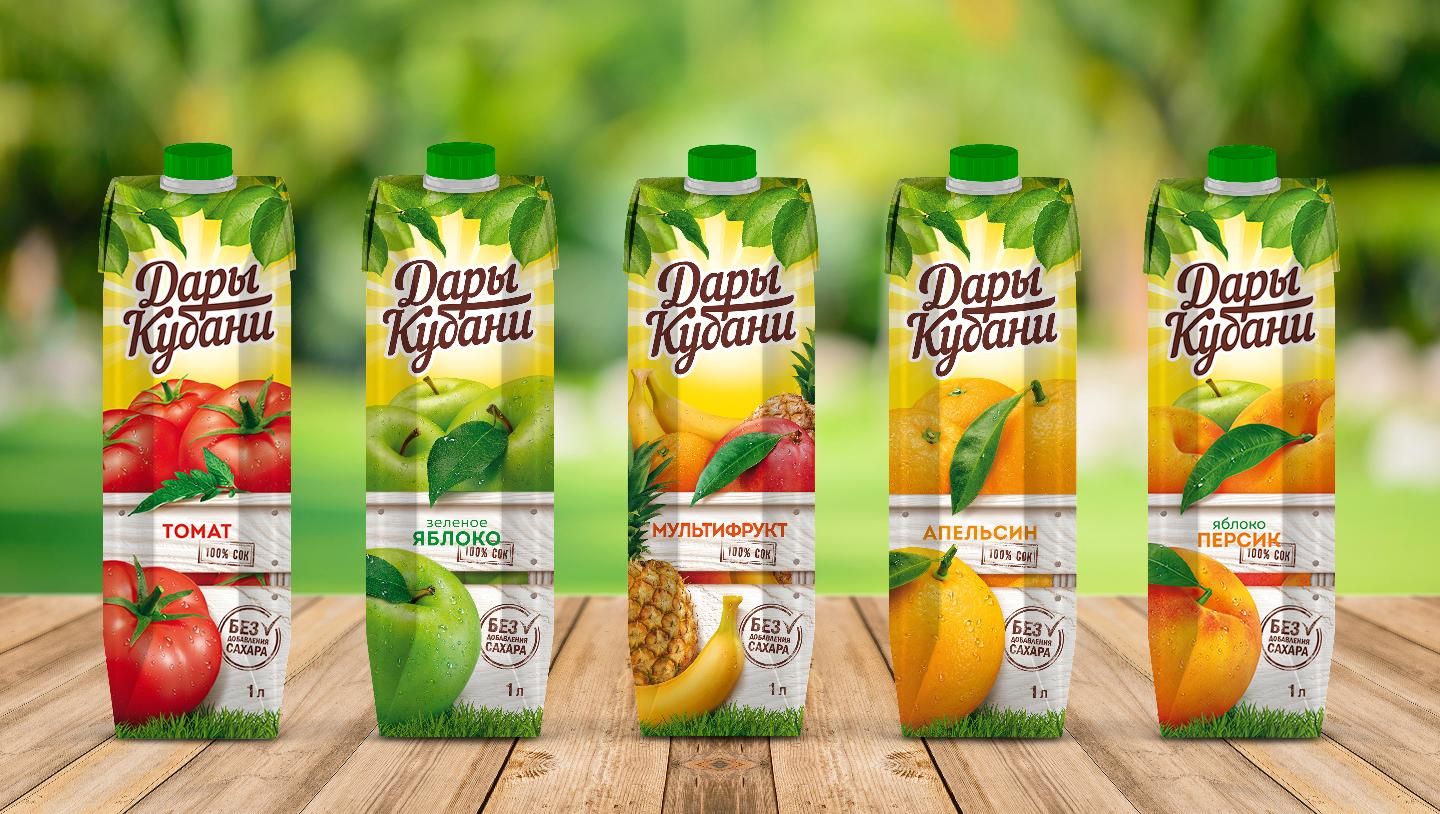 Дары
Кубани
ТОМАТ
100% СОК
БЕЗ
ДОБАВЛЕНИЯ
САХАРА
1 л
Дары
Кубани
зеленое
ЯБЛОКО
100% СОК
БЕЗ
ДОБАВЛЕНИЯ
САХАРА
1 л
Дары
Кубани
МУЛЬТИФРУКТ
100% СОК
БЕЗ
ДОБАВЛЕНИЯ
САХАРА
1 л
Дары
Кубани
АПЕЛЬСИН
100% СОК
БЕЗ
ДОБАВЛЕНИЯ
САХАРА
1 л
Дары
Кубани
яблоко
ПЕРСИК
100% СОК
БЕЗ
ДОБАВЛЕНИЯ
САХАРА
1 л